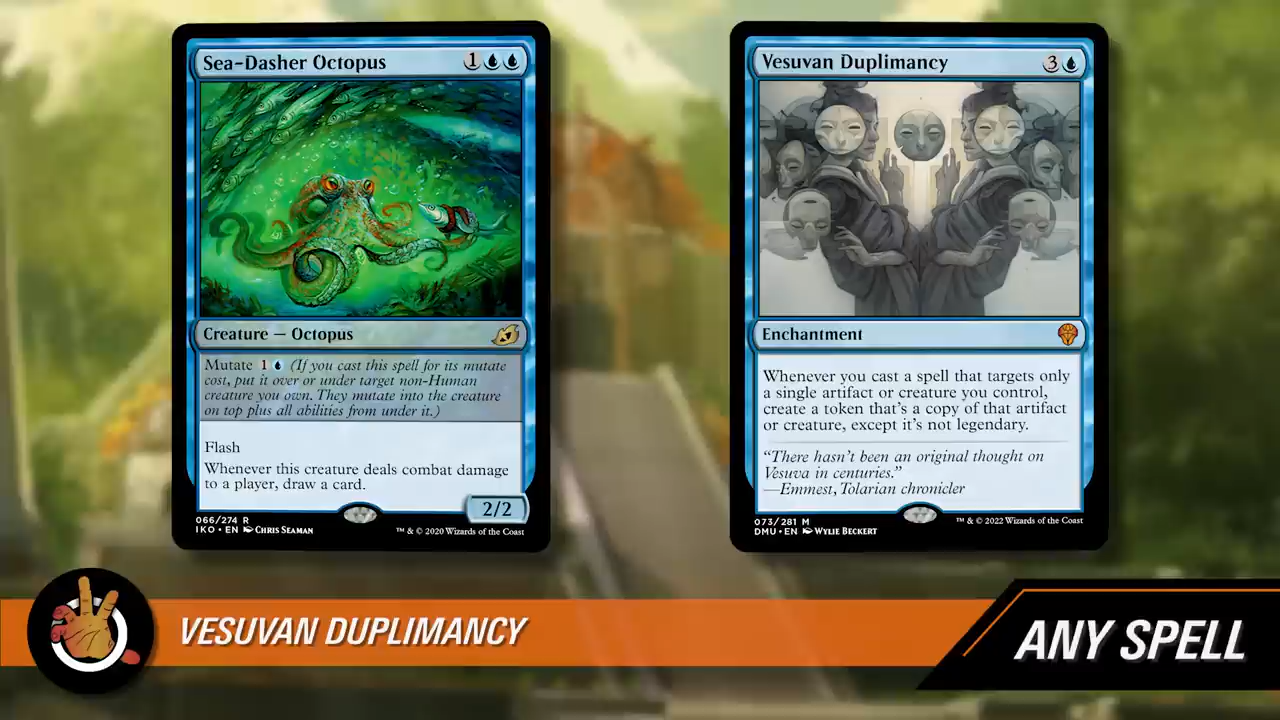 Sea-Dasher Octopus
1
Creature — Octopus
Mutate 1 (If you cast this spell for its mutate
cost, put it over or under target non-Human
creature you own. They mutate into the creature
on top plus all abilities from under it.)
Flash
Whenever this creature deals combat damage
to a player, draw a card.
2/2
066/274 R
IKO • EN Chris Seaman
™ & © 2020 Wizards of the Coast
Vesuvan Duplimancy
3
Enchantment
Whenever you cast a spell that targets only
a single artifact or creature you control,
create a token that's a copy of that artifact
or creature, except it's not legendary.
"There hasn't been an original thought on
Vesuva in centuries."
—Emmest, Tolarian chronicler
073/281 M
DMU • EN Wylie Beckert
™ & © 2022 Wizards of the Coast
VESUVAN DUPLIMANCY
ANY SPELL